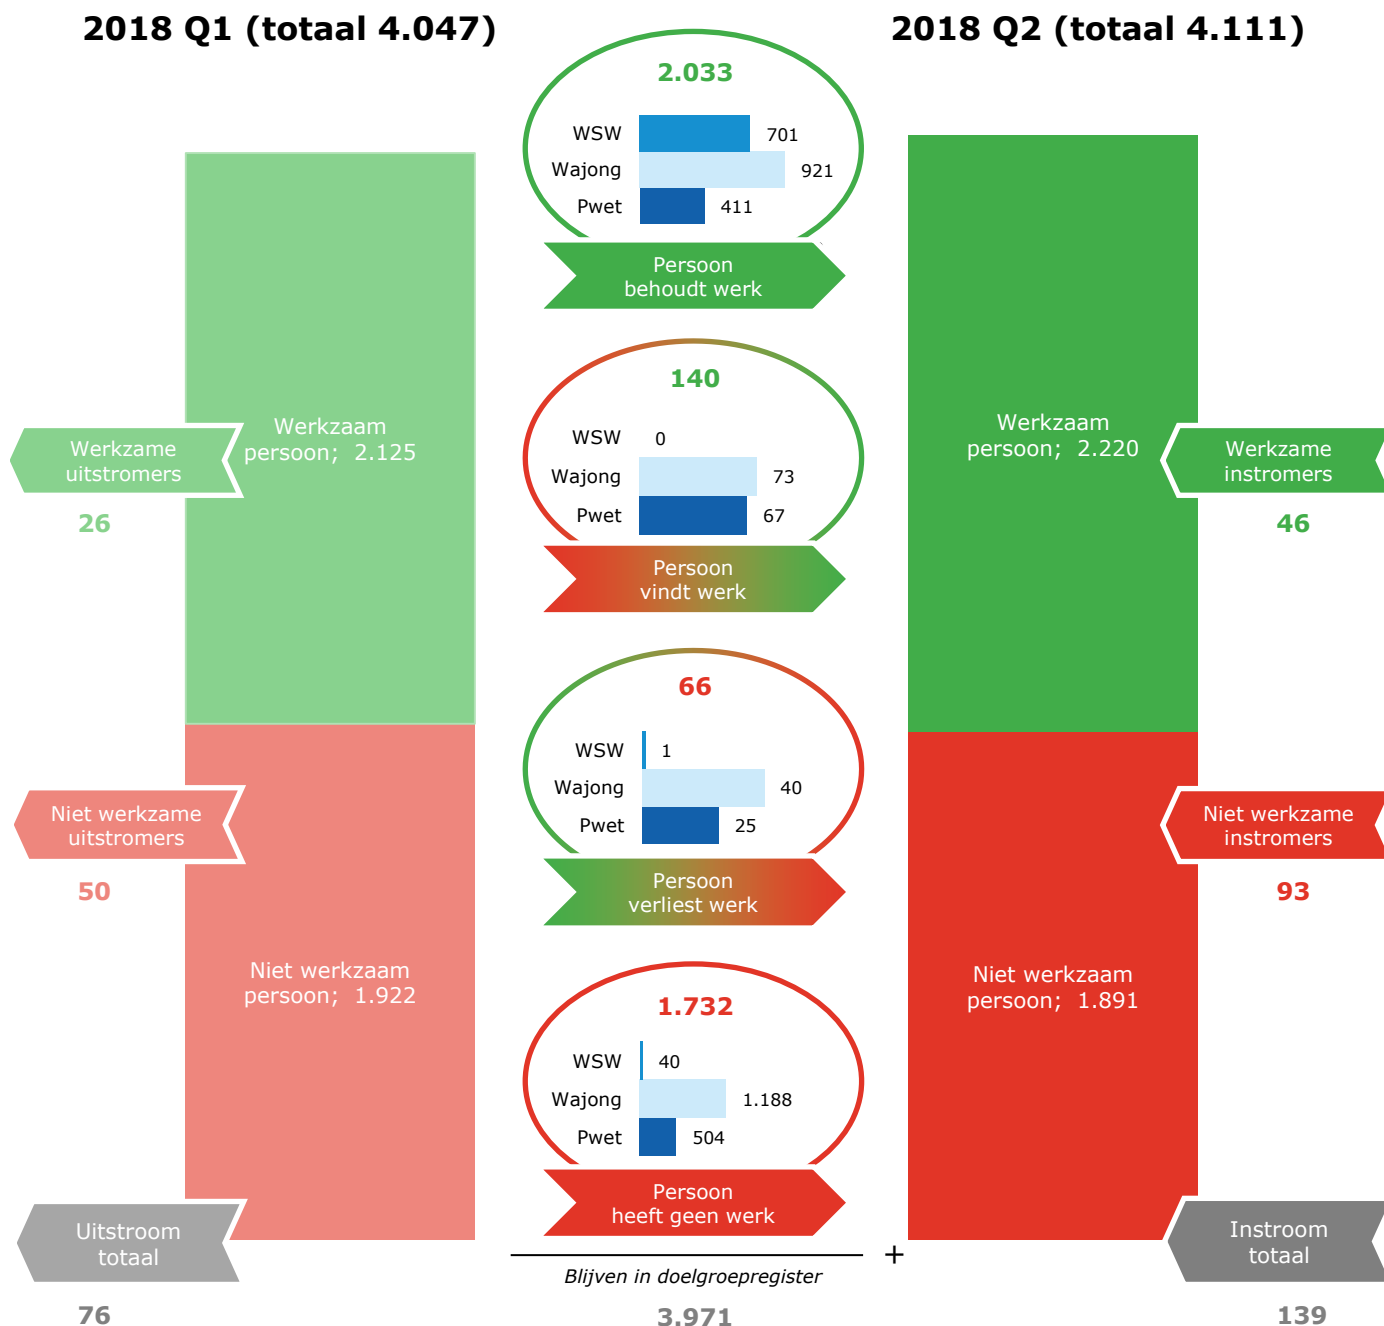 2018 Q1 (totaal 4.047)
2018 Q2 (totaal 4.111)
2.033
WSW 701
Wajong 921
Pwet 411
Persoon
behoudt werk
140
WSW 0
Wajong 73
Pwet 67
Persoon
vindt werk
66
WSW 1
Wajong 40
Pwet 25
Persoon
verliest werk
1.732
WSW 40
Wajong 1.188
Pwet 504
Persoon
heeft geen werk
Blijven in doelgroepregister
3.971
+
Werkzaam
persoon; 2.125
Werkzame
uitstromers
26
Niet werkzame
uitstromers
50
Niet werkzaam
persoon; 1.922
Uitstroom
totaal
76
Werkzaam
persoon; 2.220
Werkzame
instromers
46
Niet werkzame
instromers
93
Niet werkzaam
persoon; 1.891
Instroom
totaal
139